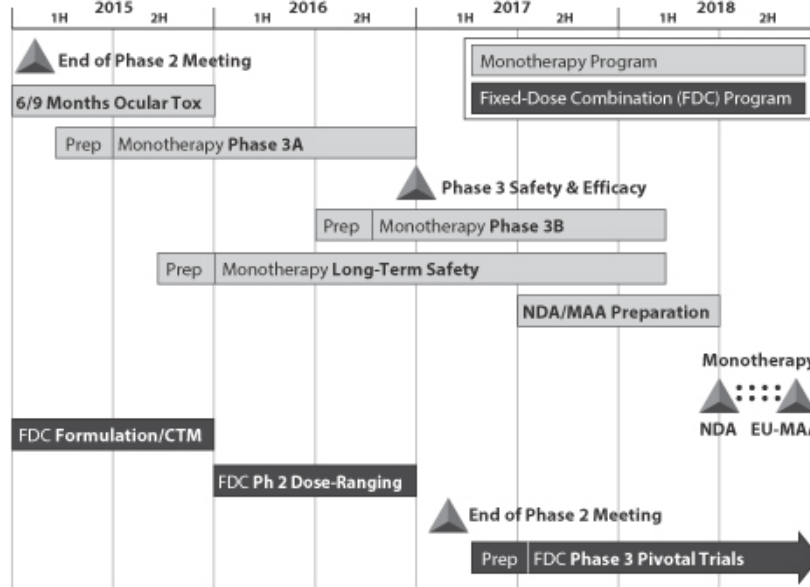 2015 2016 2017 2018
1H 2H 1H 2H 1H 2H 1H 2H
End of Phase 2 Meeting
Monotherapy Program
6/9 Months Ocular Tox
Fixed-Dose Combination (FDC) Program
Prep Monotherapy Phase 3A
Phase 3 Safety & Efficacy
Prep Monotherapy Phase 3B
Prep Monotherapy Long-Term Safety
NDA/MAA Preparation
Monotherapy
NDA EU-MAA
FDC Formulation/CTM
FDC Ph 2 Dose-Ranging
End of Phase 2 Meeting
Prep FDC Phase 3 Pivotal Trials